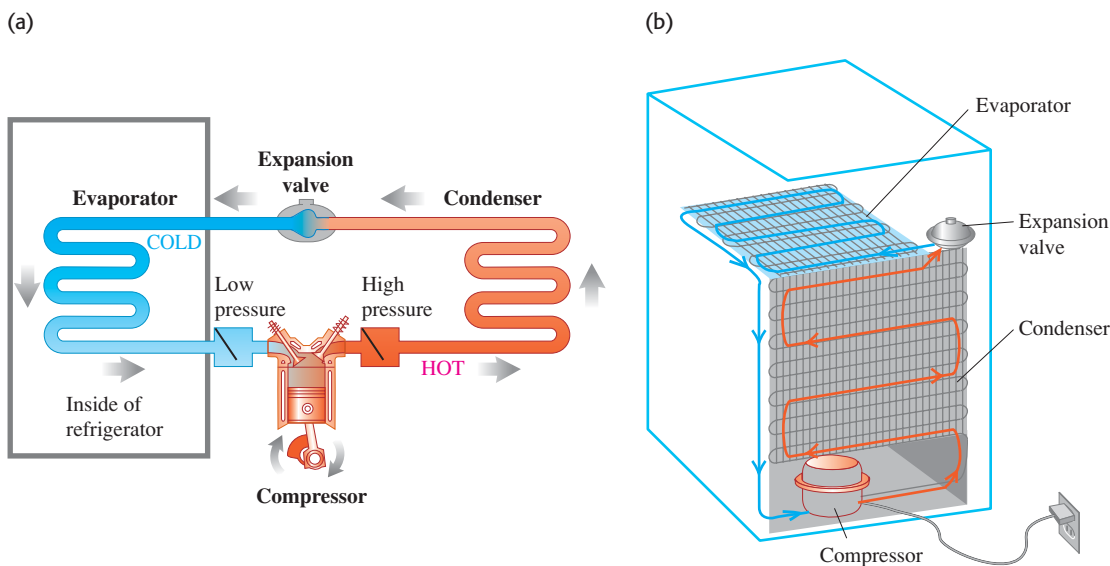 (a)
Expansion
valve
Evaporator
Condenser
COLD
Low
pressure
High
pressure
HOT
Inside of
refrigerator
Compressor
(b)
Evaporator
Expansion
valve
Condenser
Compressor